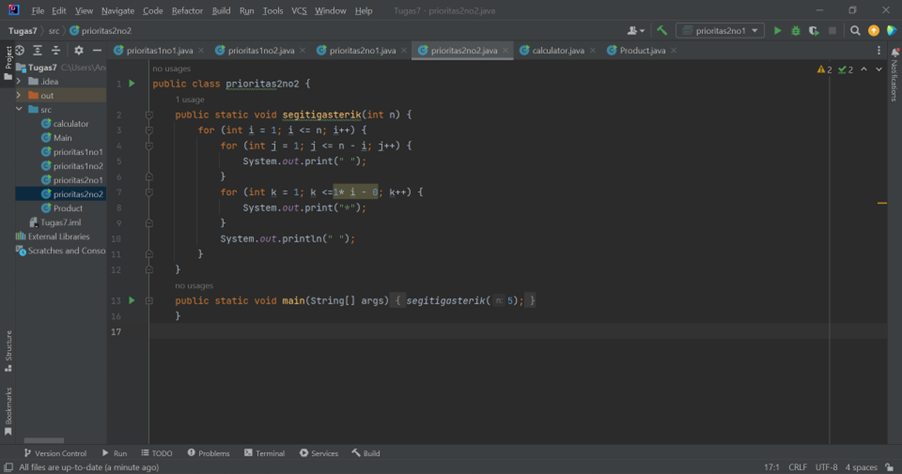 File Edit View Navigate Code Refactor Build Run Tools VCS Window Help Tugas7 - prioritas2no2.java
Tugas7 src prioritas2no2 prioritas2no1
Project prioritas1no1.java prioritas1no2.java prioritas2no1.java prioritas2no2.java calculator.java Product.java
Notifications
Tugas7 C:\Users\An
.idea
out
src
calculator
Main
prioritas1no1
prioritas1no2
prioritas2no1
prioritas2no2
Product
Tugas7.iml
External Libraries
Scratches and Conso
no usages 2 2
1 public class prioritas2no2 {
1 usage
2 public static void segitigasterik(int n) {
3 for (int i = 1; i <= n; i++) {
4 for (int j = 1; j <= n - i; j++) {
5 System.out.print(" ");
6 }
7 for (int k = 1; k <=1* i - 0; k++) {
8 System.out.print("*");
9 }
10 System.out.println(" ");
11 }
12 }
no usages
13 public static void main(String[] args) { segitigasterik( n: 5); }
16 }
17
Structure
Bookmarks
Version Control Run TODO Problems Terminal Services Build
All files are up-to-date (a minute ago) 17:1 CRLF UTF-8 4 spaces